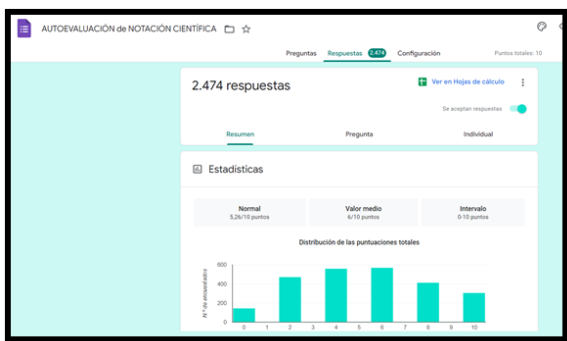 AUTOEVALUACIÓN de NOTACIÓN CIENTÍFICA
Preguntas Respuestas 2.474 Configuración Puntos totales: 10
2.474 respuestas
Ver en Hojas de cálculo
Se aceptan respuestas
Resumen Pregunta Individual
Estadísticas
Normal Valor medio Intervalo
5,26/10 puntos 6/10 puntos 0-10 puntos
Distribución de las puntuaciones totales
N.º de encuestados
600
400
200
0
0 1 2 3 4 5 6 7 8 9 10